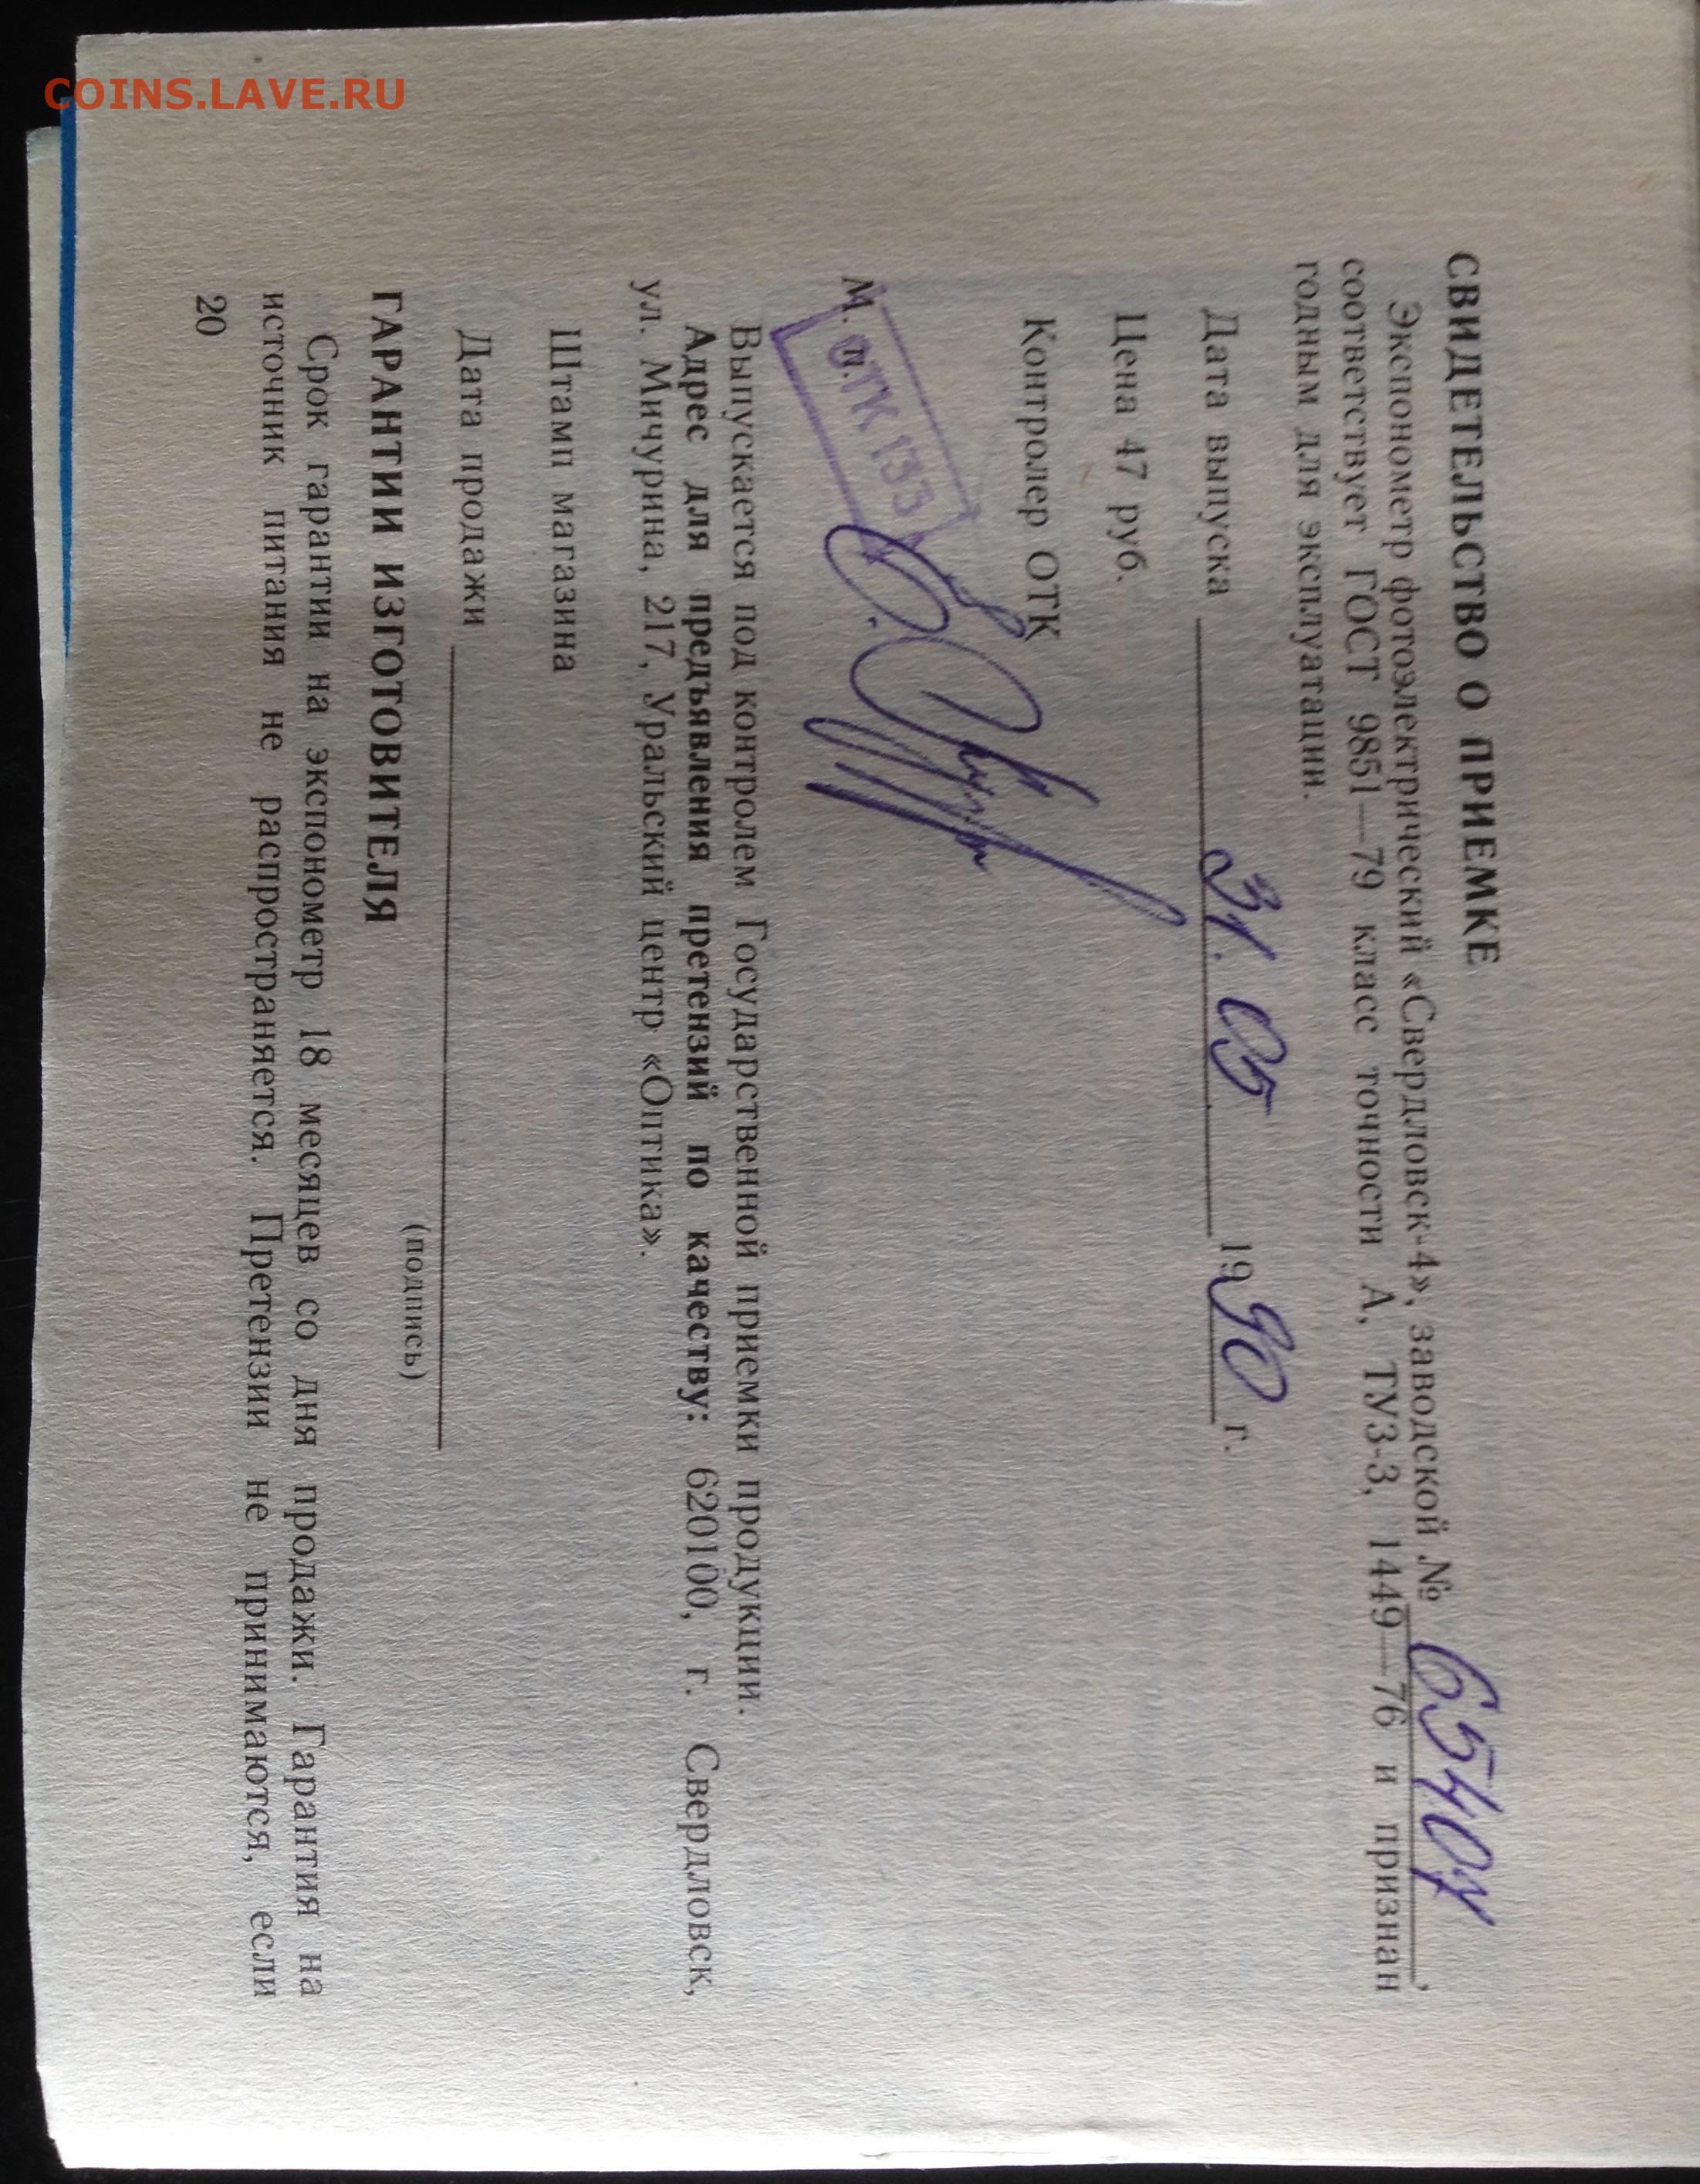 COINS.LAVE.RU
СВИДЕТЕЛЬСТВО О ПРИЕМКЕ
Экспонометр фотоэлектрический «Свердловск-4», заводской № 65407,
соответствует ГОСТ 9851—79 класс точности А, ТУ3-3, 1449—76 и признан
годным для эксплуатации.
Дата выпуска 31.05 1990 г.
Цена 47 руб.
Контролер ОТК
М. п.
ОТК 133
Выпускается под контролем Государственной приемки продукции.
Адрес для предъявления претензий по качеству: 620100, г. Свердловск,
ул. Мичурина, 217, Уральский центр «Оптика».
Штамп магазина
Дата продажи
(подпись)
ГАРАНТИИ ИЗГОТОВИТЕЛЯ
Срок гарантии на экспонометр 18 месяцев со дня продажи. Гарантия на
источник питания не распространяется. Претензии не принимаются, если
20